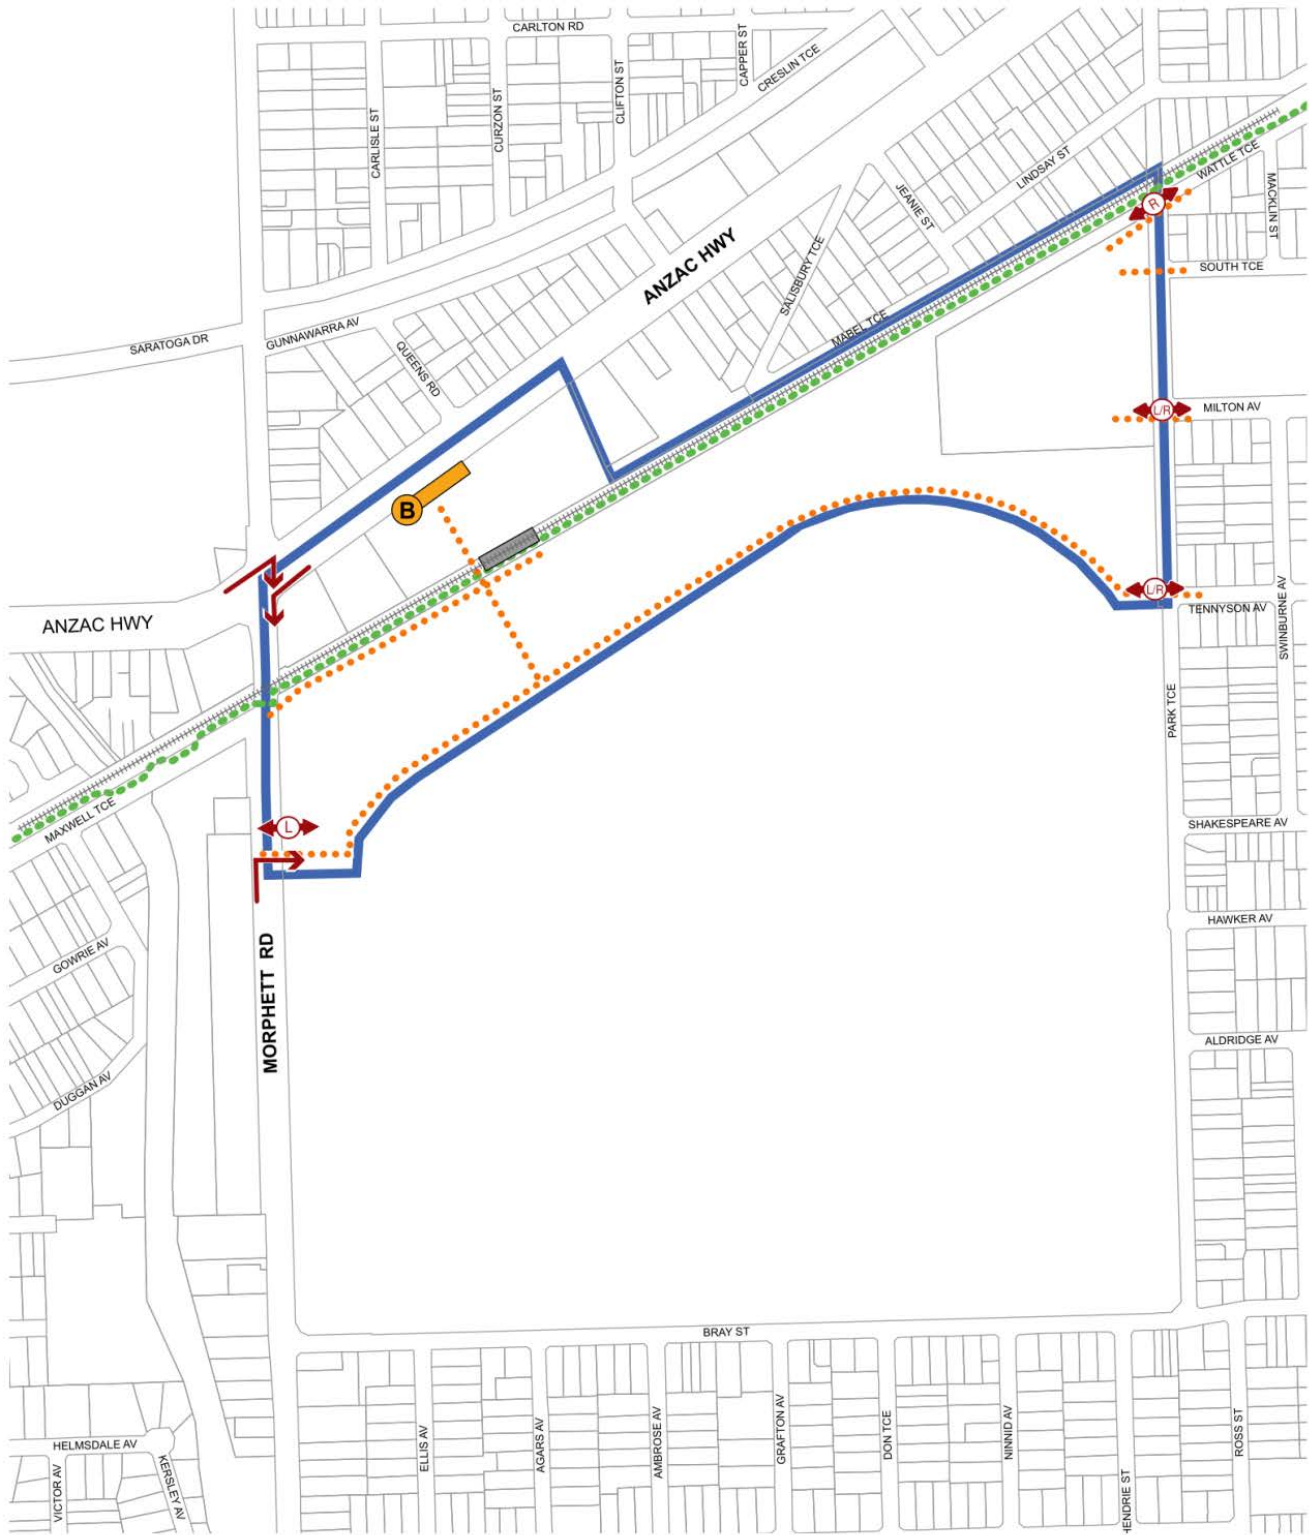 CARLTON RD
CAPPER ST
CRESLIN TCE
CLIFTON ST
CURZON ST
CARLISLE ST
LINDSAY ST
WATTLE TCE
JEANIE ST
MACKLIN ST
R
ANZAC HWY
SALISBURY TCE
SOUTH TCE
MABEL TCE
GUNNAWARRA AV
SARATOGA DR
QUEENS RD
L/R
MILTON AV
B
L/R
TENNYSON AV
SWINBURNE AV
ANZAC HWY
PARK TCE
MAXWELL TCE
L
SHAKESPEARE AV
HAWKER AV
GOWRIE AV
MORPHETT RD
ALDRIDGE AV
DUGGAN AV
BRAY ST
ELLIS AV
AGARS AV
AMBROSE AV
GRAFTON AV
DON TCE
NINNID AV
HENDRIE ST
ROSS ST
HELMSDALE AV
VICTOR AV
KERSLEY AV